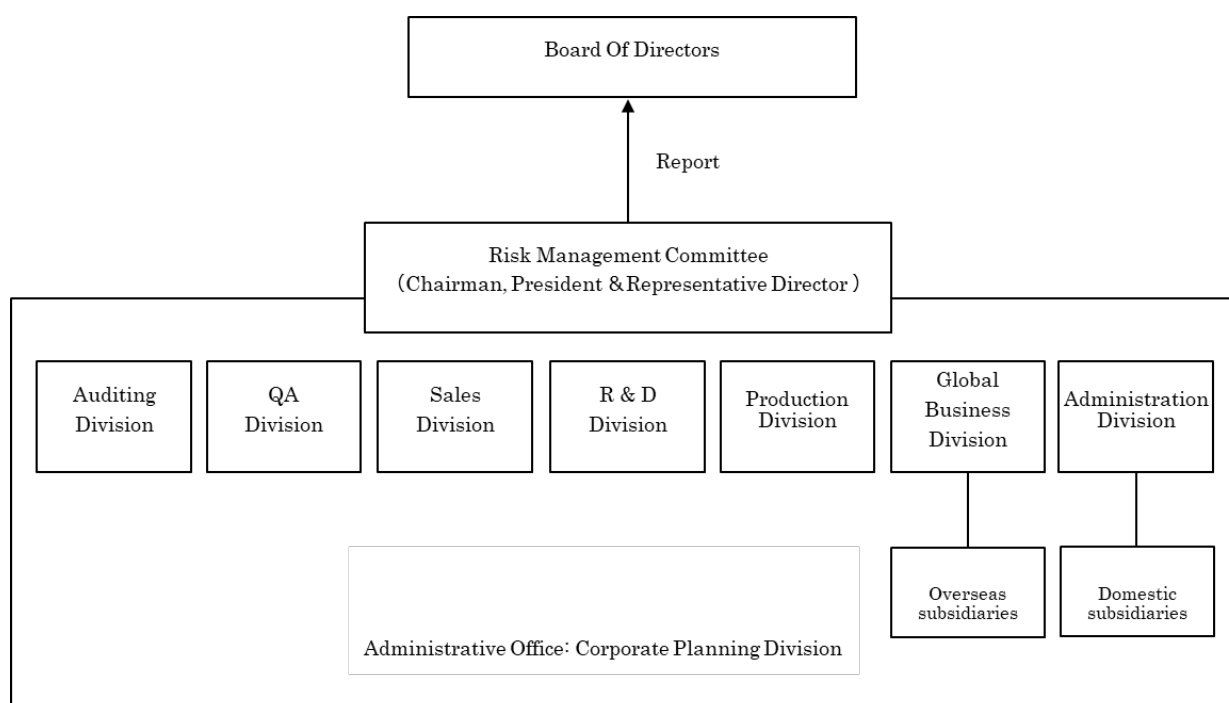 Board Of Directors
Report
Risk Management Committee
（Chairman, President ＆Representative Director）
Auditing
Division
QA
Division
Sales
Division
R & D
Division
Production
Division
Global
Business
Division
Administration
Division
Overseas
subsidiaries
Domestic
subsidiaries
Administrative Office: Corporate Planning Division